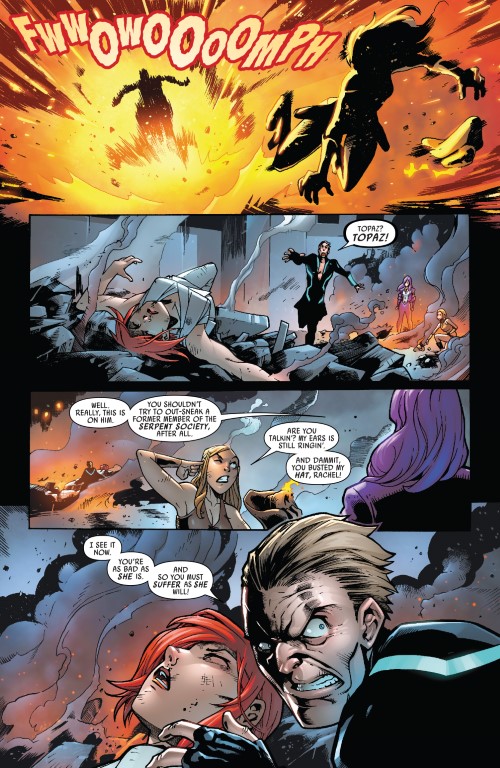 FWWOWOOOOMPH
TOPAZ?
TOPAZ!
WELL.
REALLY, THIS IS
ON HIM.
YOU SHOULDN'T
TRY TO OUT-SNEAK A
FORMER MEMBER OF THE
SERPENT SOCIETY,
AFTER ALL.
ARE YOU
TALKIN'? MY EARS IS
STILL RINGIN'.
AND DAMMIT,
YOU BUSTED MY
HAT, RACHEL!
I SEE IT
NOW.
YOU'RE
AS BAD AS
SHE IS.
AND
SO YOU MUST
SUFFER AS SHE
WILL!